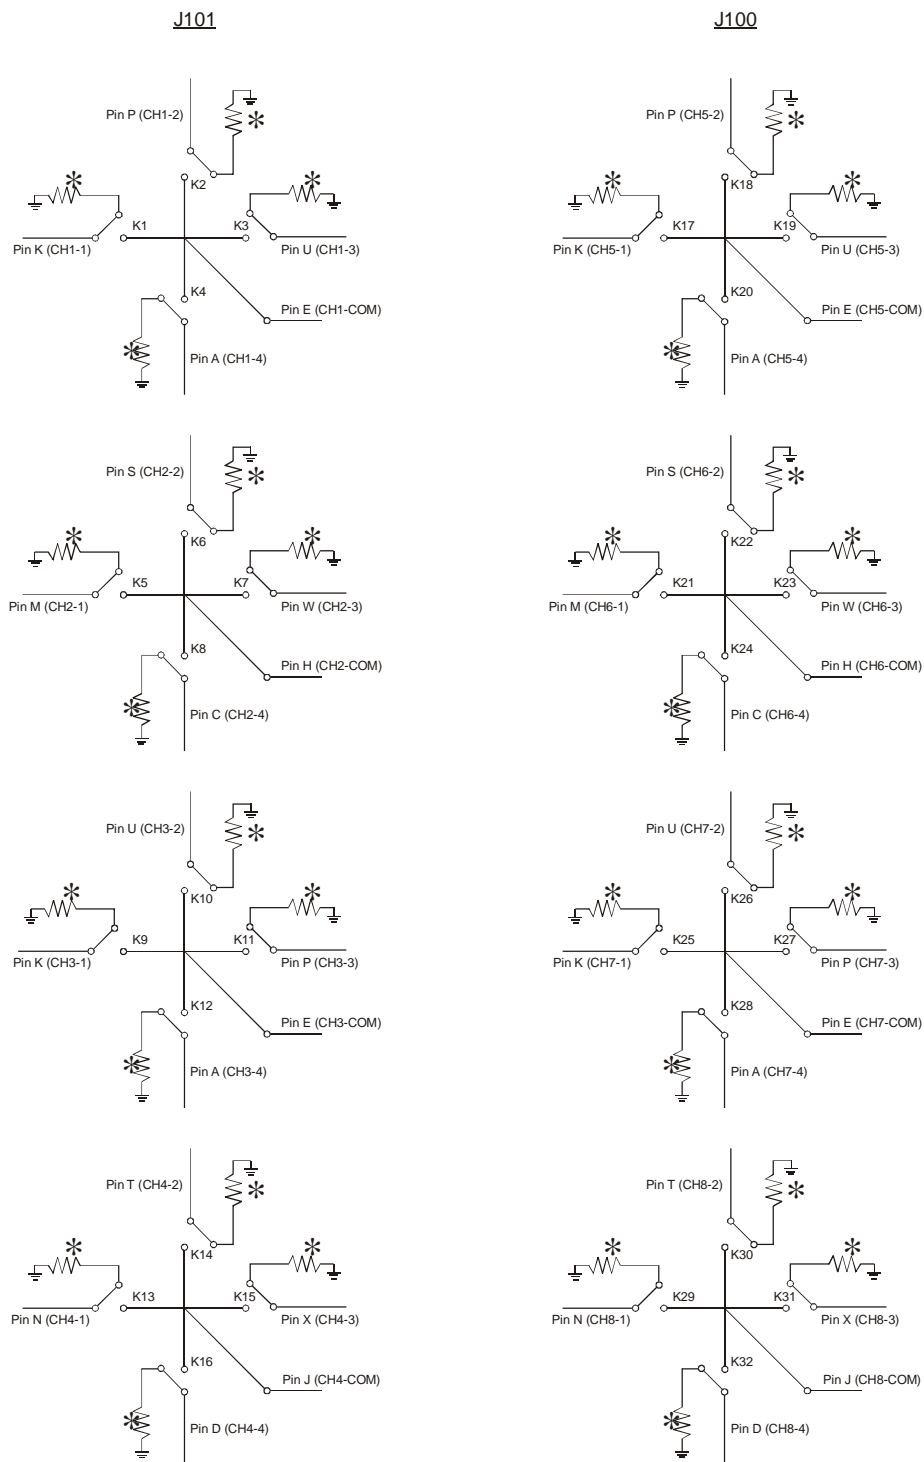 J101
J100
Pin P (CH1-2)
K2
K1
K3
Pin K (CH1-1)
Pin U (CH1-3)
K4
Pin E (CH1-COM)
Pin A (CH1-4)
Pin P (CH5-2)
K18
K17
K19
Pin K (CH5-1)
Pin U (CH5-3)
K20
Pin E (CH5-COM)
Pin A (CH5-4)
Pin S (CH2-2)
K6
K5
K7
Pin M (CH2-1)
Pin W (CH2-3)
K8
Pin H (CH2-COM)
Pin C (CH2-4)
Pin S (CH6-2)
K22
K21
K23
Pin M (CH6-1)
Pin W (CH6-3)
K24
Pin H (CH6-COM)
Pin C (CH6-4)
Pin U (CH3-2)
K10
K9
K11
Pin K (CH3-1)
Pin P (CH3-3)
K12
Pin E (CH3-COM)
Pin A (CH3-4)
Pin U (CH7-2)
K26
K25
K27
Pin K (CH7-1)
Pin P (CH7-3)
K28
Pin E (CH7-COM)
Pin A (CH7-4)
Pin T (CH4-2)
K14
K13
K15
Pin N (CH4-1)
Pin X (CH4-3)
K16
Pin J (CH4-COM)
Pin D (CH4-4)
Pin T (CH8-2)
K30
K29
K31
Pin N (CH8-1)
Pin X (CH8-3)
K32
Pin J (CH8-COM)
Pin D (CH8-4)